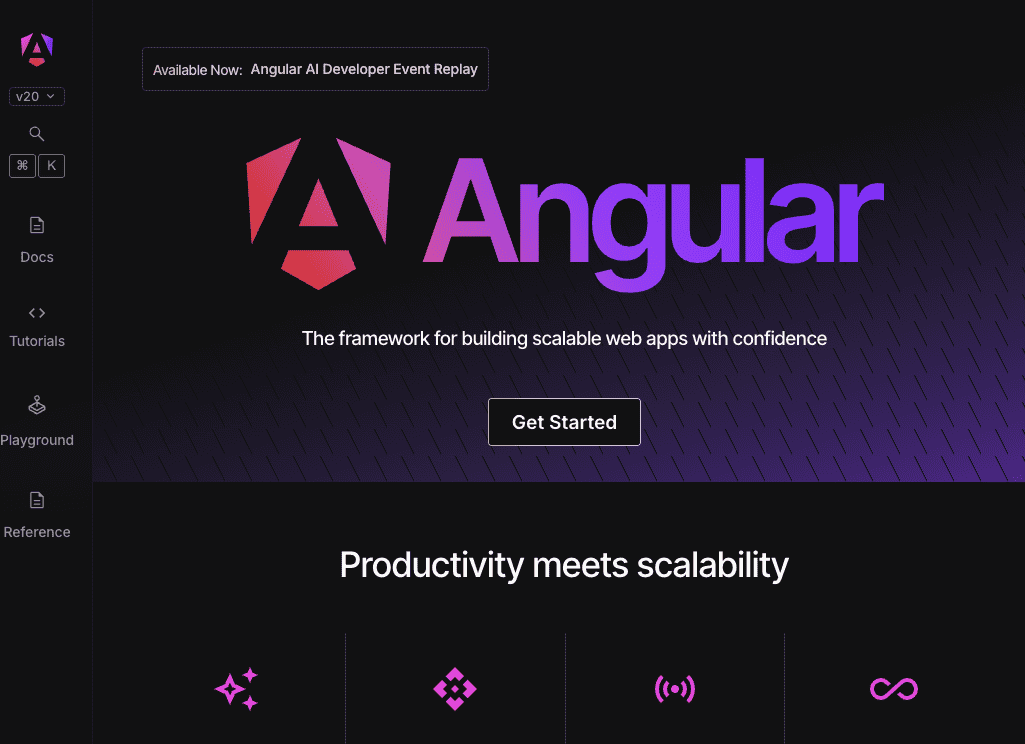 v20
⌘ K
Docs
Tutorials
Playground
Reference
Available Now: Angular AI Developer Event Replay
Angular
The framework for building scalable web apps with confidence
Get Started
Productivity meets scalability